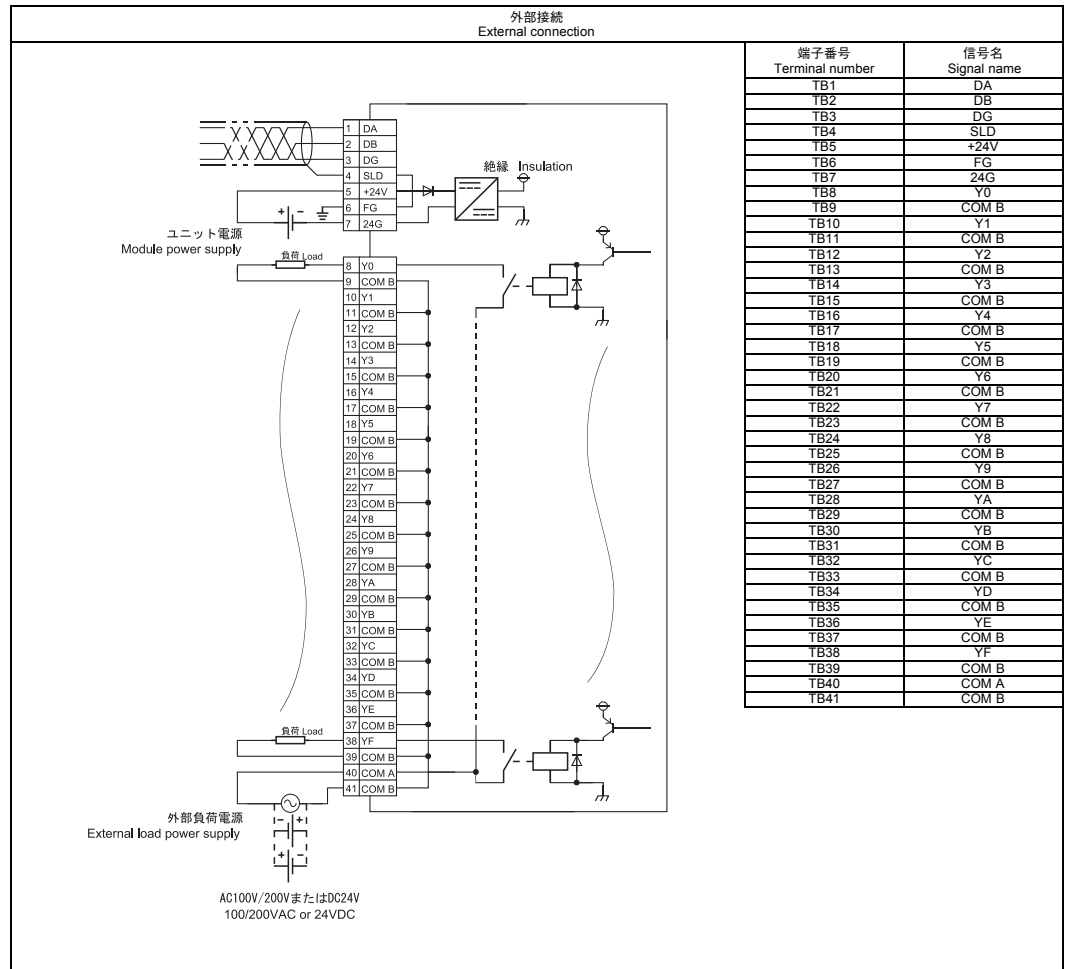 外部接続
External connection
端子番号
Terminal number
信号名
Signal name
TB1 DA
TB2 DB
TB3 DG
TB4 SLD
TB5 +24V
TB6 FG
TB7 24G
TB8 Y0
TB9 COM B
TB10 Y1
TB11 COM B
TB12 Y2
TB13 COM B
TB14 Y3
TB15 COM B
TB16 Y4
TB17 COM B
TB18 Y5
TB19 COM B
TB20 Y6
TB21 COM B
TB22 Y7
TB23 COM B
TB24 Y8
TB25 COM B
TB26 Y9
TB27 COM B
TB28 YA
TB29 COM B
TB30 YB
TB31 COM B
TB32 YC
TB33 COM B
TB34 YD
TB35 COM B
TB36 YE
TB37 COM B
TB38 YF
TB39 COM B
TB40 COM A
TB41 COM B
1 DA
2 DB
3 DG
4 SLD
5 +24V
6 FG
7 24G
絶縁 Insulation
+ -
ユニット電源
Module power supply
負荷 Load
8 Y0
9 COM B
10 Y1
11 COM B
12 Y2
13 COM B
14 Y3
15 COM B
16 Y4
17 COM B
18 Y5
19 COM B
20 Y6
21 COM B
22 Y7
23 COM B
24 Y8
25 COM B
26 Y9
27 COM B
28 YA
29 COM B
30 YB
31 COM B
32 YC
33 COM B
34 YD
35 COM B
36 YE
37 COM B
負荷 Load
38 YF
39 COM B
40 COM A
41 COM B
外部負荷電源
External load power supply
- +
+ -
AC100V/200VまたはDC24V
100/200VAC or 24VDC